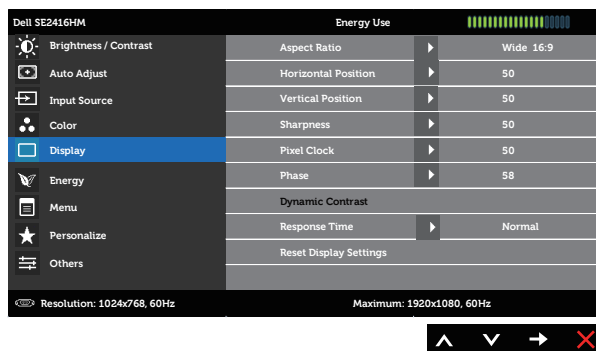 Dell SE2416HM Energy Use
Brightness / Contrast
Auto Adjust
Input Source
Color
Display
Energy
Menu
Personalize
Others
Aspect Ratio Wide 16:9
Horizontal Position 50
Vertical Position 50
Sharpness 50
Pixel Clock 50
Phase 58
Dynamic Contrast
Response Time Normal
Reset Display Settings
Resolution: 1024x768, 60Hz Maximum: 1920x1080, 60Hz